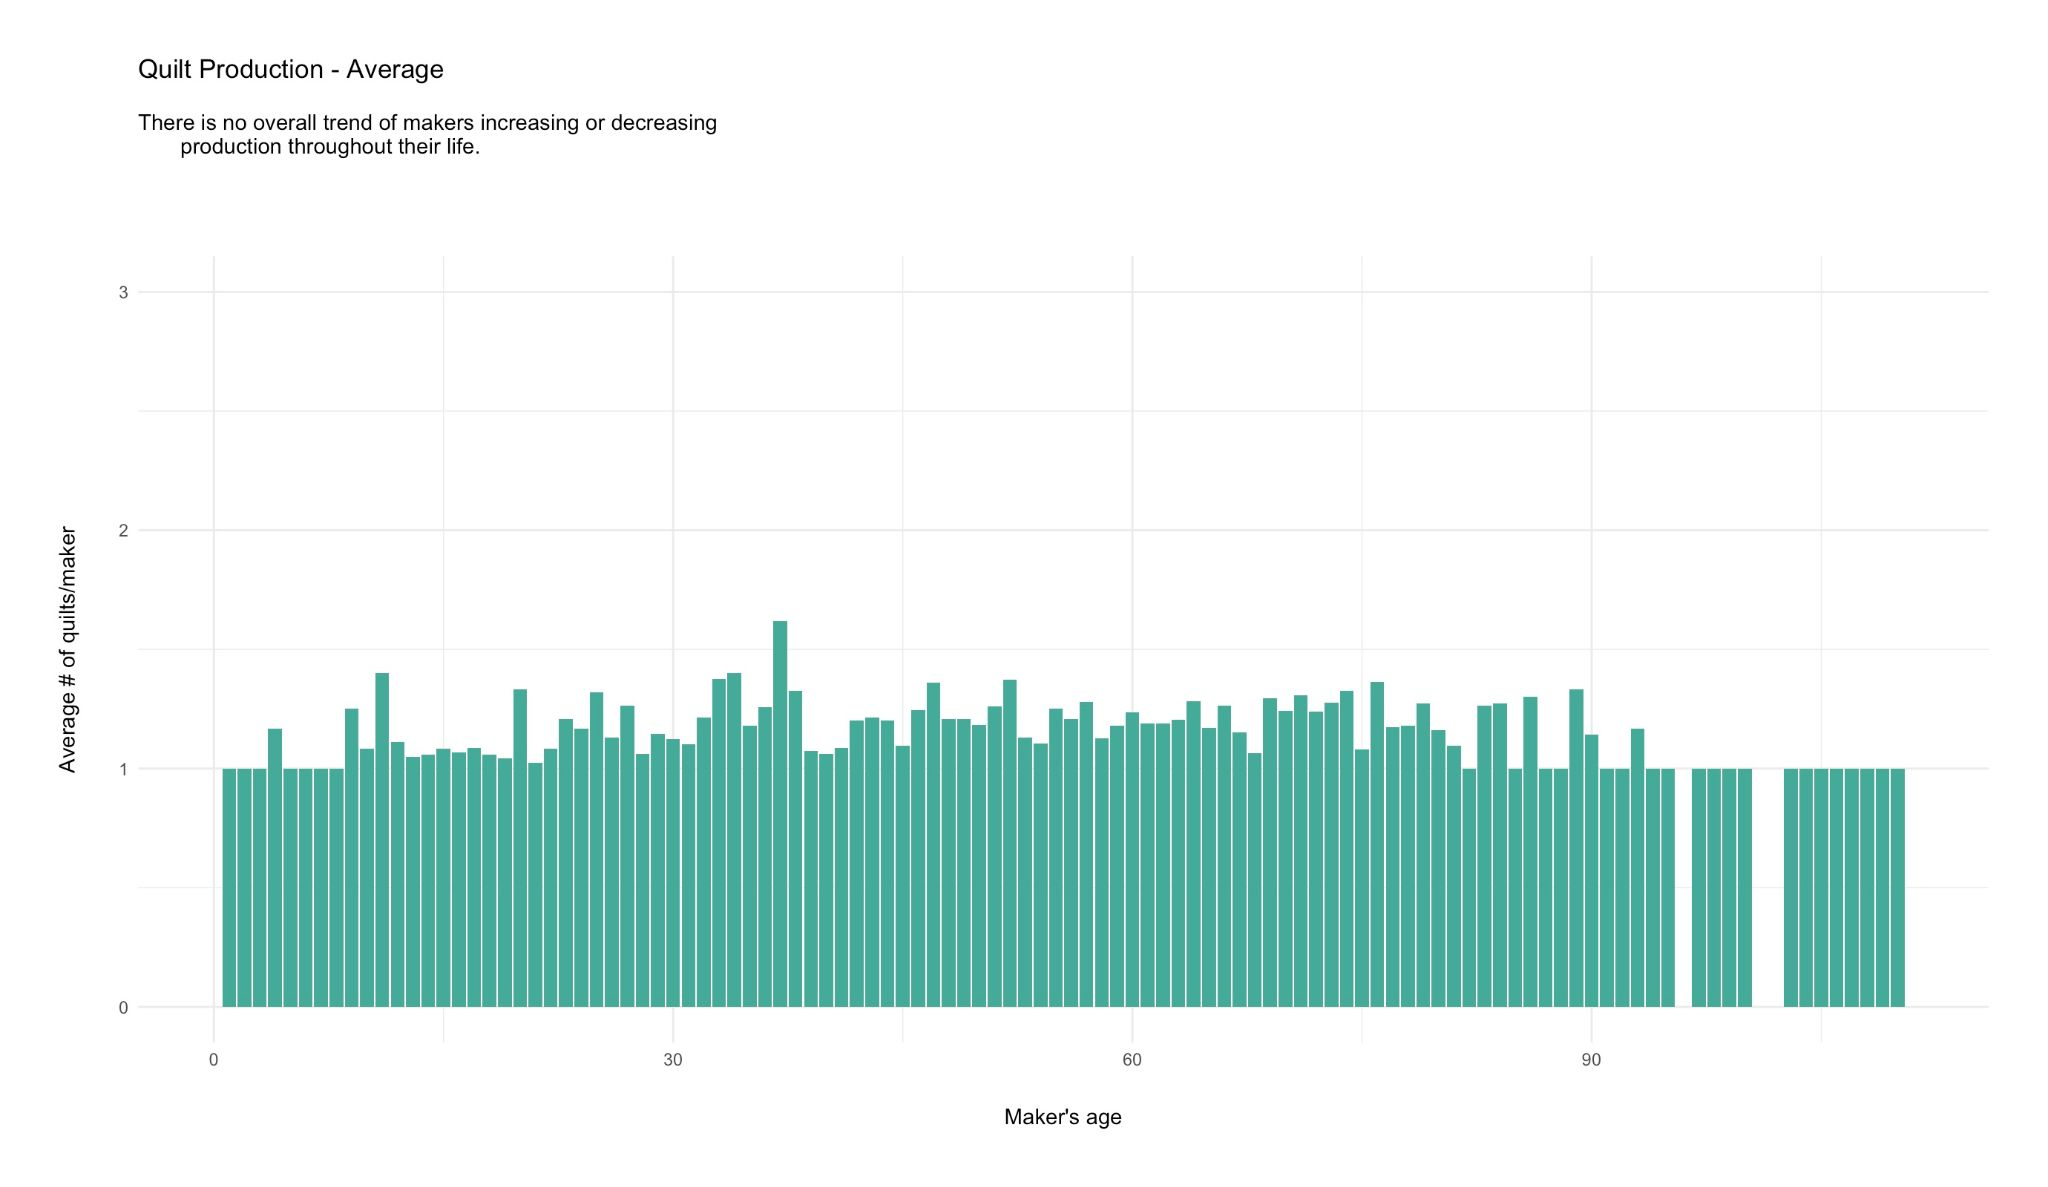 Quilt Production - Average
There is no overall trend of makers increasing or decreasing
production throughout their life.
3
2
1
0
Average # of quilts/maker
0 30 60 90
Maker's age